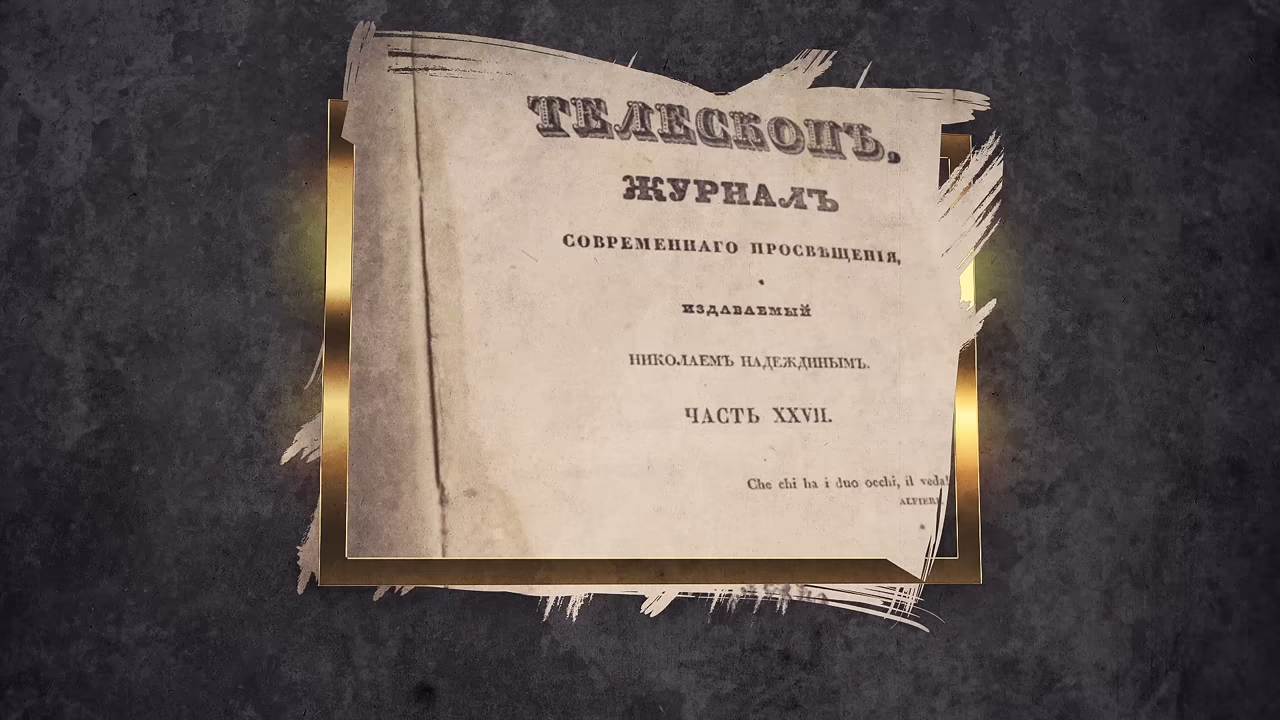 ТЕЛЕСКОПЪ,
ЖУРНАЛЪ
СОВРЕМЕННАГО ПРОСВѢЩЕНІЯ,
ИЗДАВАЕМЫЙ
НИКОЛАЕМЪ НАДЕЖДИНЫМЪ.
ЧАСТЬ XXVII.
Che chi ha i duo occhi, il veda!
ALFIERI.